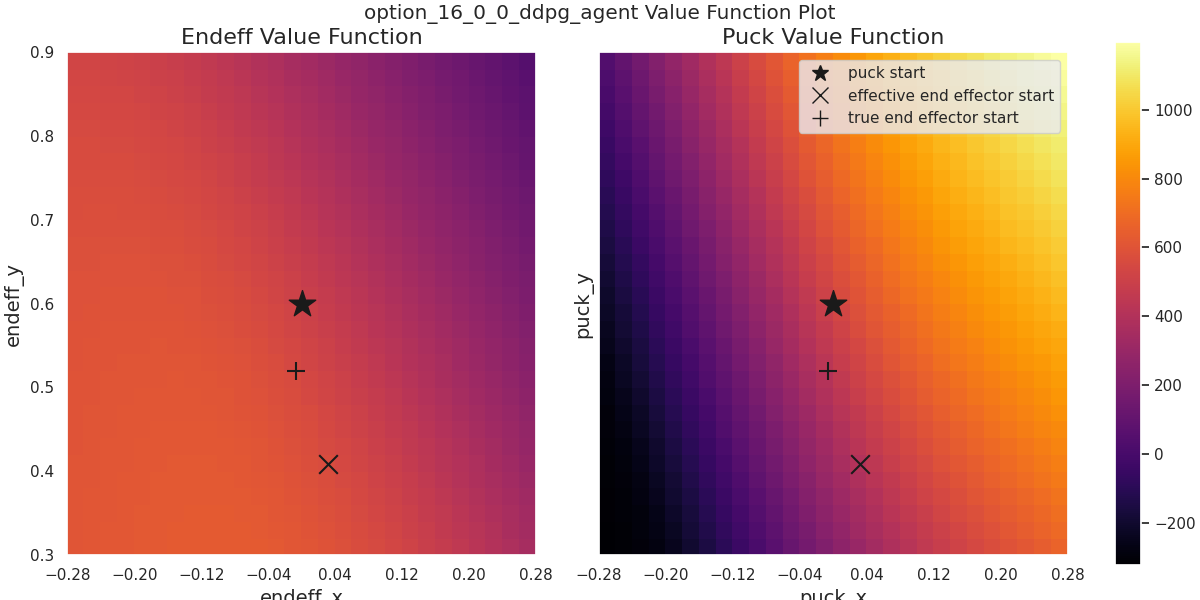 option_16_0_0_ddpg_agent Value Function Plot
Endeff Value Function
Puck Value Function
puck start
effective end effector start
true end effector start
endeff_y
0.9
0.8
0.7
0.6
0.5
0.4
0.3
−0.28 −0.20 −0.12 −0.04 0.04 0.12 0.20 0.28
endeff_x
puck_y
−0.28 −0.20 −0.12 −0.04 0.04 0.12 0.20 0.28
puck_x
1000
800
600
400
200
0
−200